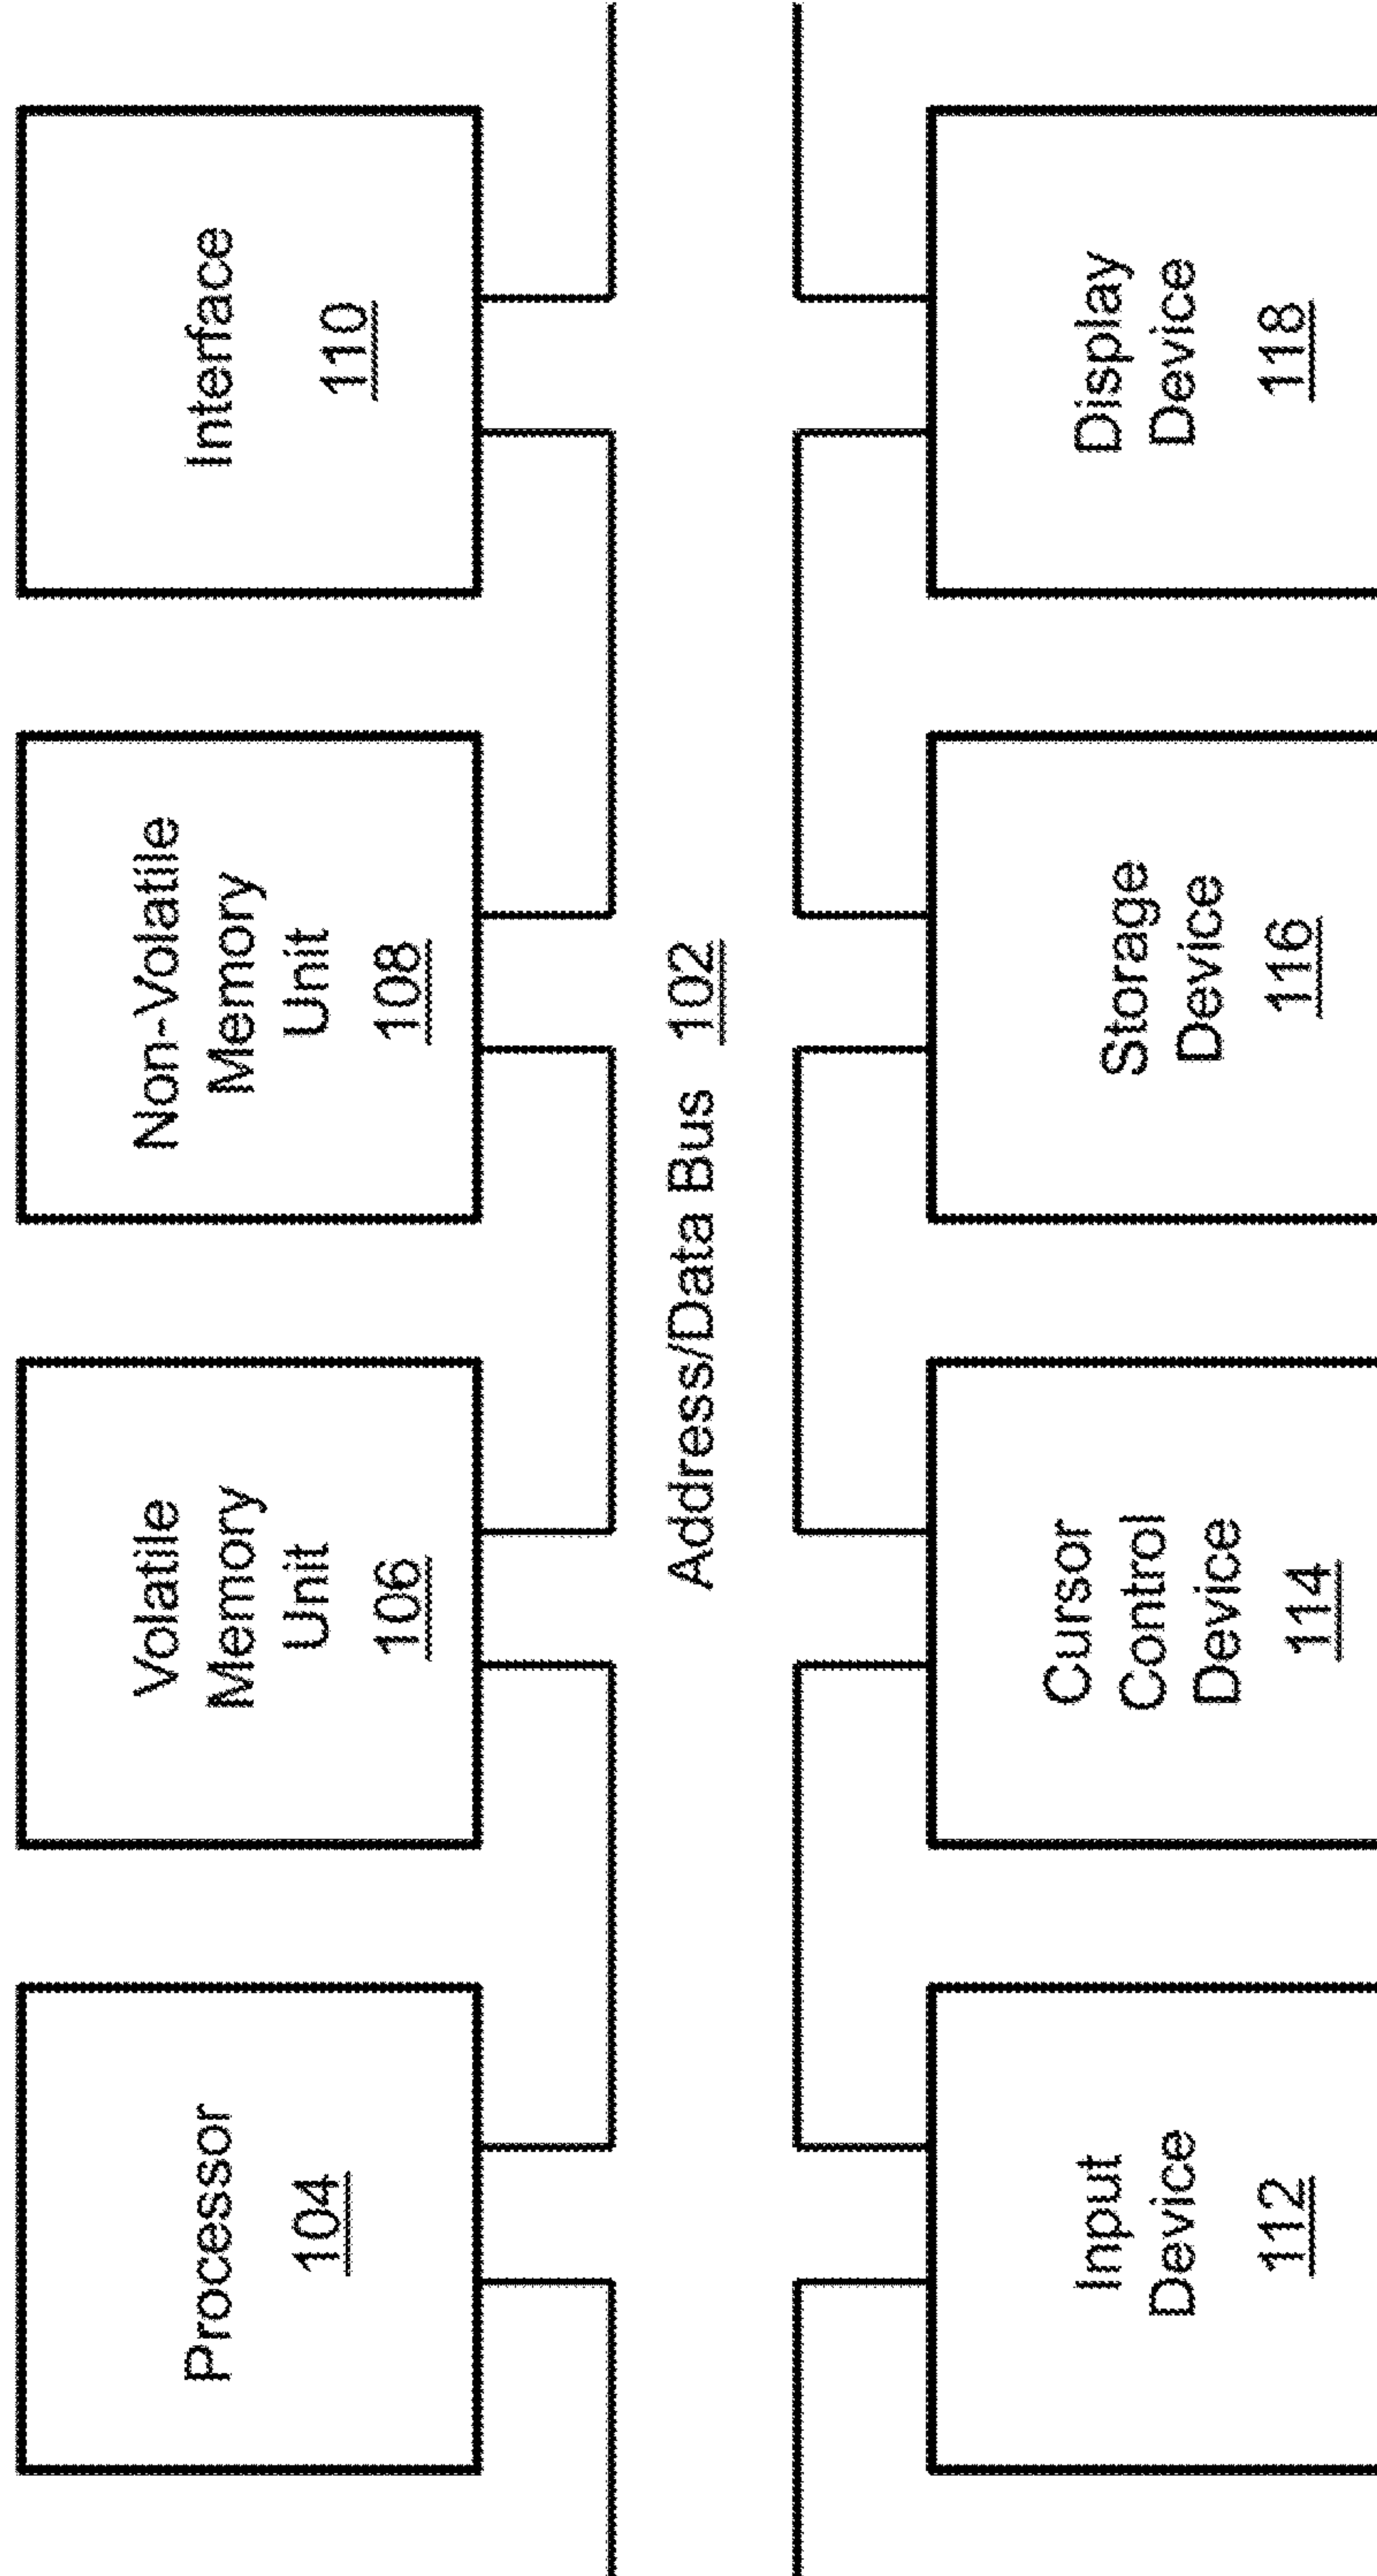 Processor
104
Volatile
Memory
Unit
106
Non-Volatile
Memory
Unit
108
Interface
110
Address/Data Bus 102
Input
Device
112
Cursor
Control
Device
114
Storage
Device
116
Display
Device
118